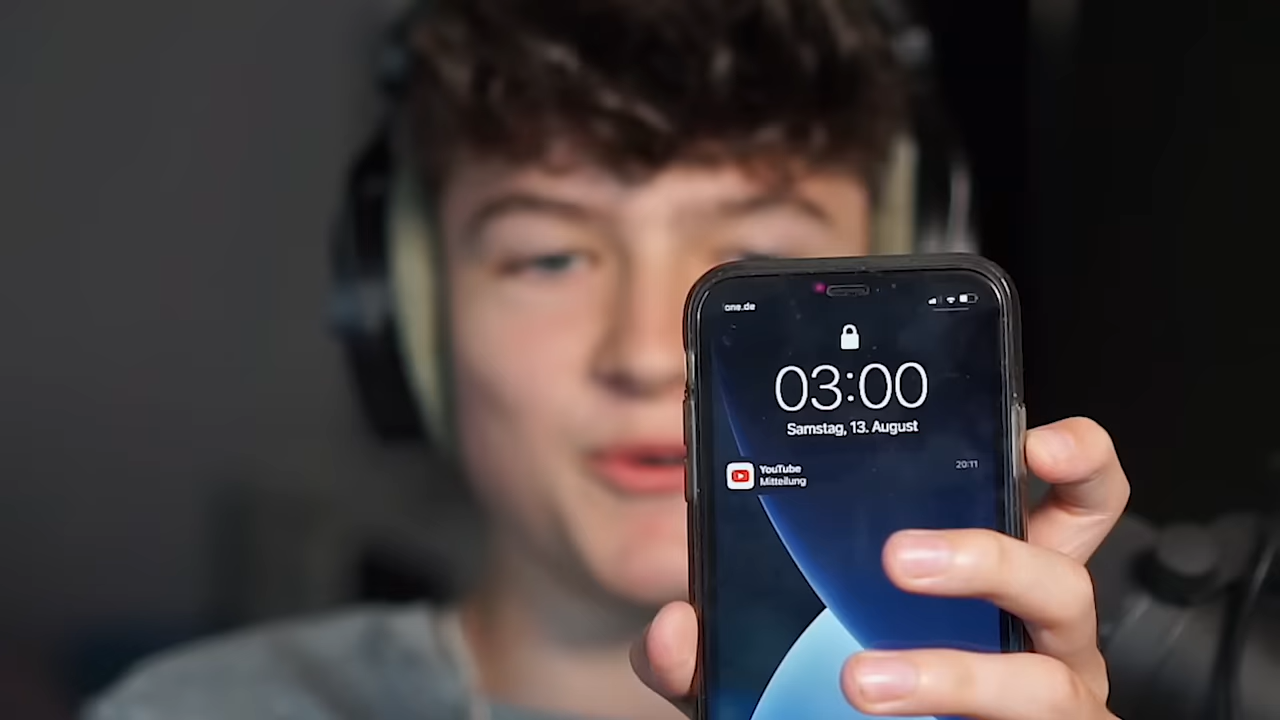 one.de
03:00
Samstag, 13. August
YouTube
20:11
Mitteilung